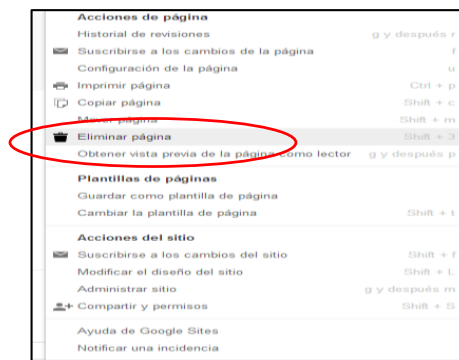 Acciones de página
Historial de revisiones g y después r
Suscribirse a los cambios de la página f
Configuración de la página u
Imprimir página Ctrl + p
Copiar página Shift + c
Mover página Shift + m
Eliminar página Shift + 3
Obtener vista previa de la página como lector g y después p
Plantillas de páginas
Guardar como plantilla de página
Cambiar la plantilla de página Shift + t
Acciones del sitio
Suscribirse a los cambios del sitio Shift + f
Modificar el diseño del sitio Shift + L
Administrar sitio g y después m
Compartir y permisos Shift + S
Ayuda de Google Sites
Notificar una incidencia